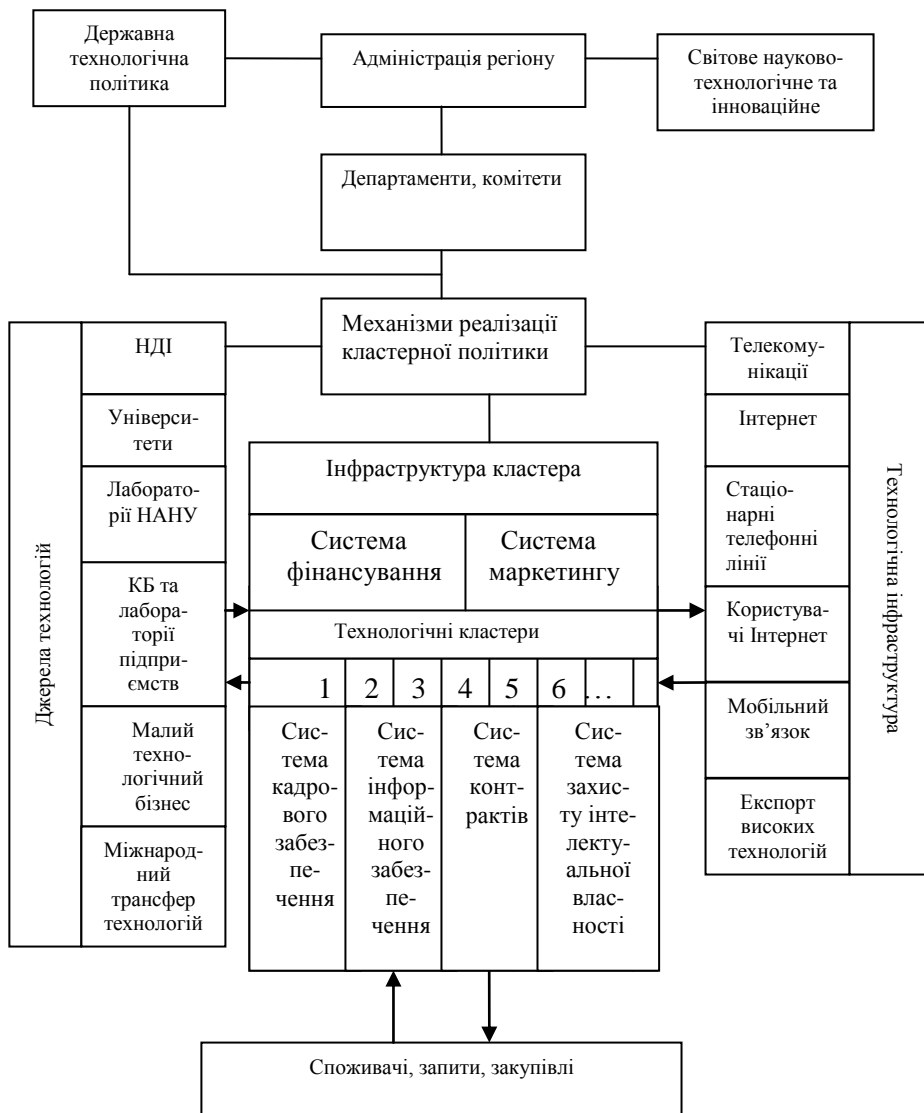 Державна
технологічна
політика
Адміністрація регіону
Світове науково-
технологічне та
інноваційне
Департаменти, комітети
Механізми реалізації
кластерної політики
Джерела технологій
НДІ
Універси-
тети
Лаборато-
рії НАНУ
КБ та
лабора-
торії
підпри-
ємств
Малий
техно-
логічний
бізнес
Міжнарод-
ний
трансфер
технологій
Інфраструктура кластера
Система
фінансування
Система
маркетингу
Технологічні кластери
1 2 3 4 5 6 …
Сис-
тема
кадро-
вого
забез-
пе-
чення
Сис-
тема
інфор-
маційно-
го
забез-
пе-
чення
Сис-
тема
конт-
рактів
Сис-
тема
захис-
ту інте-
лекту-
альної
влас-
ності
Телекому-
нікації
Інтернет
Стаціо-
нарні
телефонні
лінії
Користува-
чі Інтернет
Мобільний
зв’язок
Експорт
високих
технологій
Технологічна інфраструктура
Споживачі, запити, закупівлі